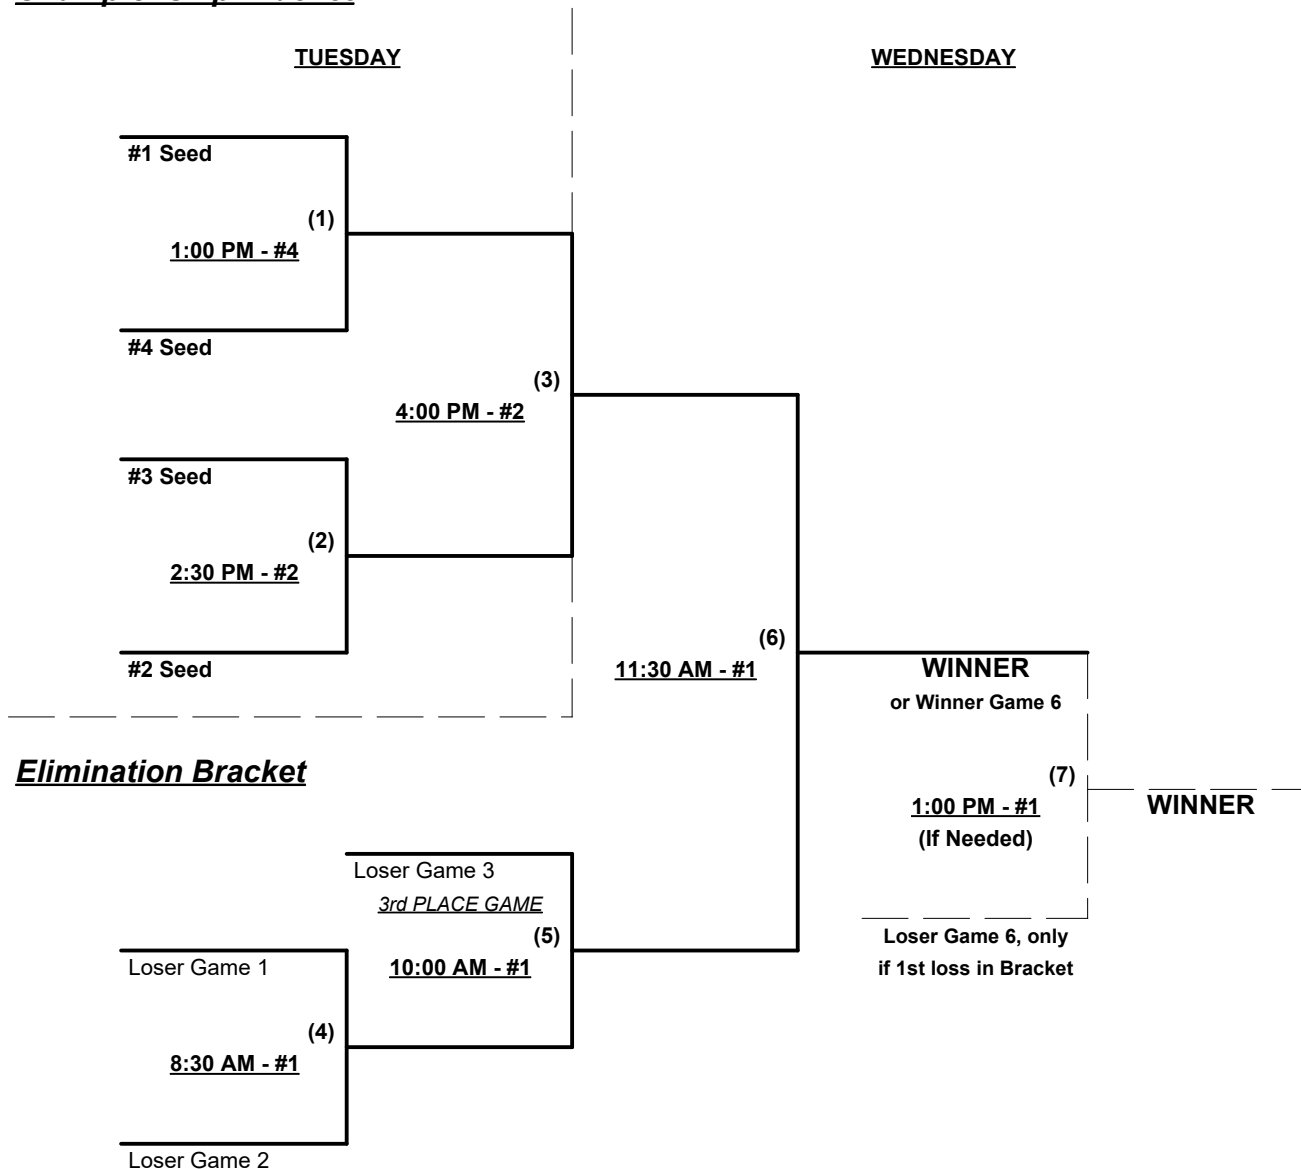 TUESDAY
WEDNESDAY
#1 Seed
(1)
1:00 PM - #4
#4 Seed
(3)
4:00 PM - #2
#3 Seed
(2)
2:30 PM - #2
#2 Seed
(6)
11:30 AM - #1
WINNER
or Winner Game 6
Elimination Bracket
(7)
1:00 PM - #1
(If Needed)
WINNER
Loser Game 3
3rd PLACE GAME
(5)
10:00 AM - #1
Loser Game 6, only
if 1st loss in Bracket
Loser Game 1
(4)
8:30 AM - #1
Loser Game 2